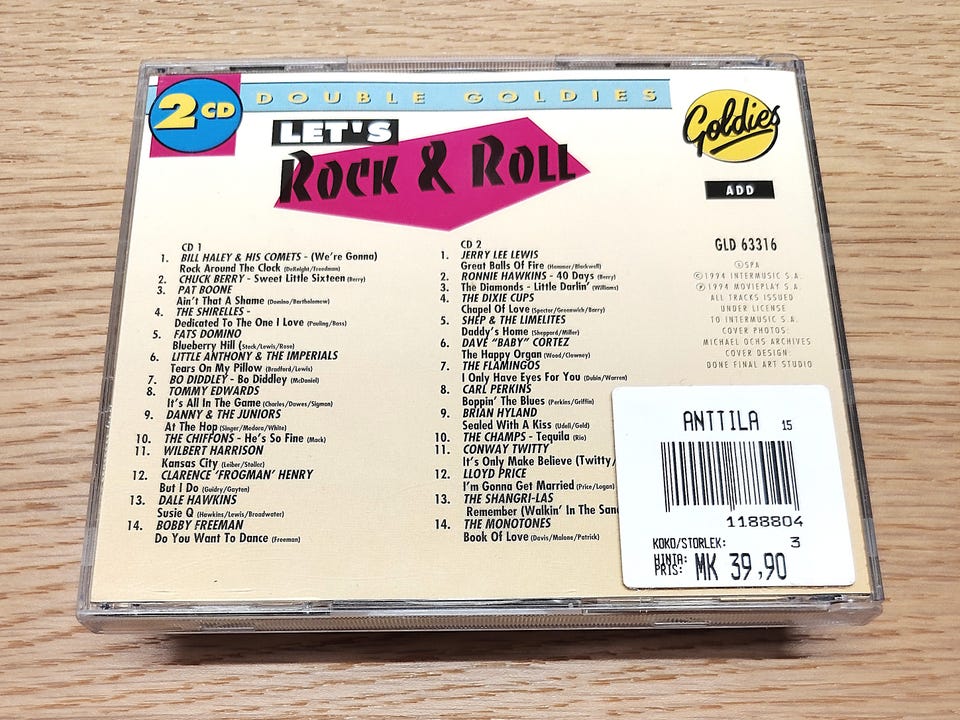 2 CD
DOUBLE GOLDIES
LET'S
ROCK & ROLL
Goldies
ADD
CD 1
1. BILL HALEY & HIS COMETS - (We're Gonna)
Rock Around The Clock (DeKnight/Freedman)
2. CHUCK BERRY - Sweet Little Sixteen (Berry)
3. PAT BOONE
Ain't That A Shame (Domino/Bartholomew)
4. THE SHIRELLES -
Dedicated To The One I Love (Pauling/Bass)
5. FATS DOMINO
Blueberry Hill (Stock/Lewis/Rose)
6. LITTLE ANTHONY & THE IMPERIALS
Tears On My Pillow (Bradford/Lewis)
7. BO DIDDLEY - Bo Diddley (McDaniel)
8. TOMMY EDWARDS
It's All In The Game (Charles/Dawes/Sigman)
9. DANNY & THE JUNIORS
At The Hop (Singer/Medora/White)
10. THE CHIFFONS - He's So Fine (Mack)
11. WILBERT HARRISON
Kansas City (Leiber/Stoller)
12. CLARENCE 'FROGMAN' HENRY
But I Do (Guidry/Gayten)
13. DALE HAWKINS
Susie Q (Hawkins/Lewis/Broadwater)
14. BOBBY FREEMAN
Do You Want To Dance (Freeman)
CD 2
1. JERRY LEE LEWIS
Great Balls Of Fire (Hammer/Blackwell)
2. RONNIE HAWKINS - 40 Days (Berry)
3. The Diamonds - Little Darlin' (Williams)
4. THE DIXIE CUPS
Chapel Of Love (Spector/Greenwich/Barry)
5. SHEP & THE LIMELITES
Daddy's Home (Sheppard/Miller)
6. DAVE "BABY" CORTEZ
The Happy Organ (Wood/Clowney)
7. THE FLAMINGOS
I Only Have Eyes For You (Dubin/Warren)
8. CARL PERKINS
Boppin' The Blues (Perkins/Griffin)
9. BRIAN HYLAND
Sealed With A Kiss (Udell/Geld)
10. THE CHAMPS - Tequila (Rio)
11. CONWAY TWITTY
It's Only Make Believe (Twitty/
12. LLOYD PRICE
I'm Gonna Get Married (Price/Logan)
13. THE SHANGRI-LAS
Remember (Walkin' In The San
14. THE MONOTONES
Book Of Love (Davis/Malone/Patrick)
GLD 63316
Ⓢ SPA
© 1994 INTERMUSIC S.A.
℗ 1994 MOVIEPLAY S.A.
ALL TRACKS ISSUED
UNDER LICENSE
TO INTERMUSIC S.A.
COVER PHOTOS:
MICHAEL OCHS ARCHIVES
COVER DESIGN:
DONE FINAL ART STUDIO
ANTTILA 15
1188804
KOKO/STORLEK: 3
HINTA:
PRIS: MK 39,90